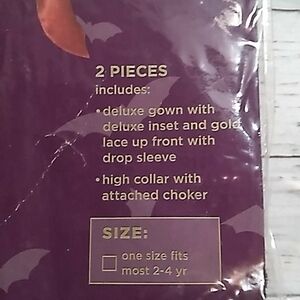 2 PIECES
includes:
•deluxe gown with
deluxe inset and gold
lace up front with
drop sleeve
•high collar with
attached choker
SIZE:
one size fits
most 2-4 yr